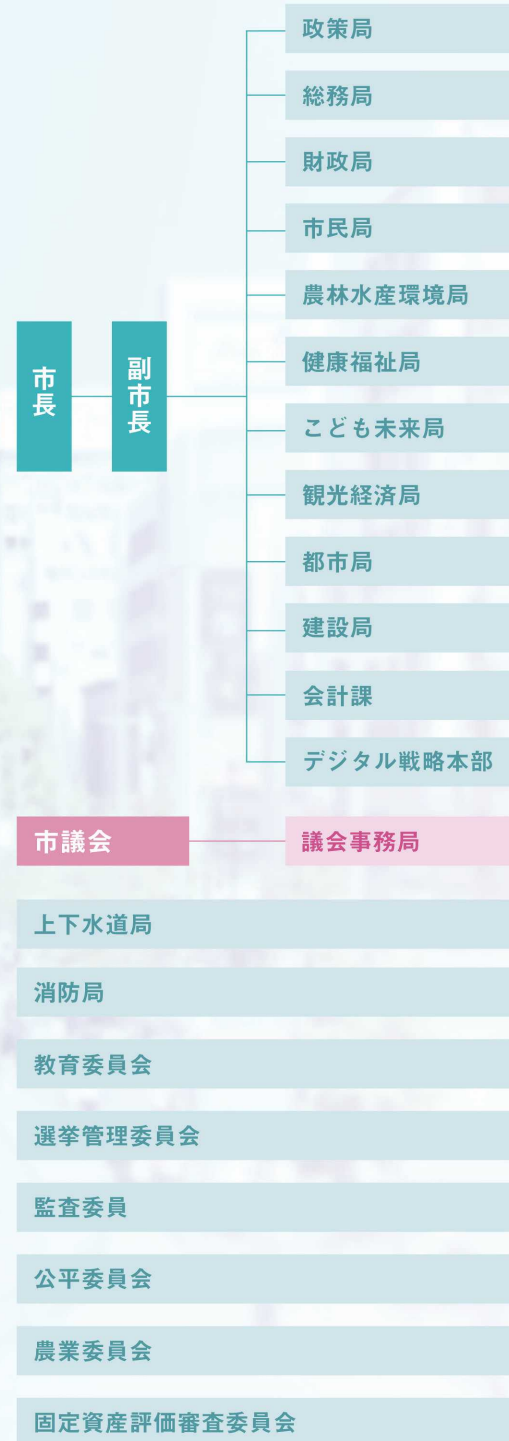 市長
副市長
政策局
総務局
財政局
市民局
農林水産環境局
健康福祉局
こども未来局
観光経済局
都市局
建設局
会計課
デジタル戦略本部
市議会
議会事務局
上下水道局
消防局
教育委員会
選挙管理委員会
監査委員
公平委員会
農業委員会
固定資産評価審査委員会